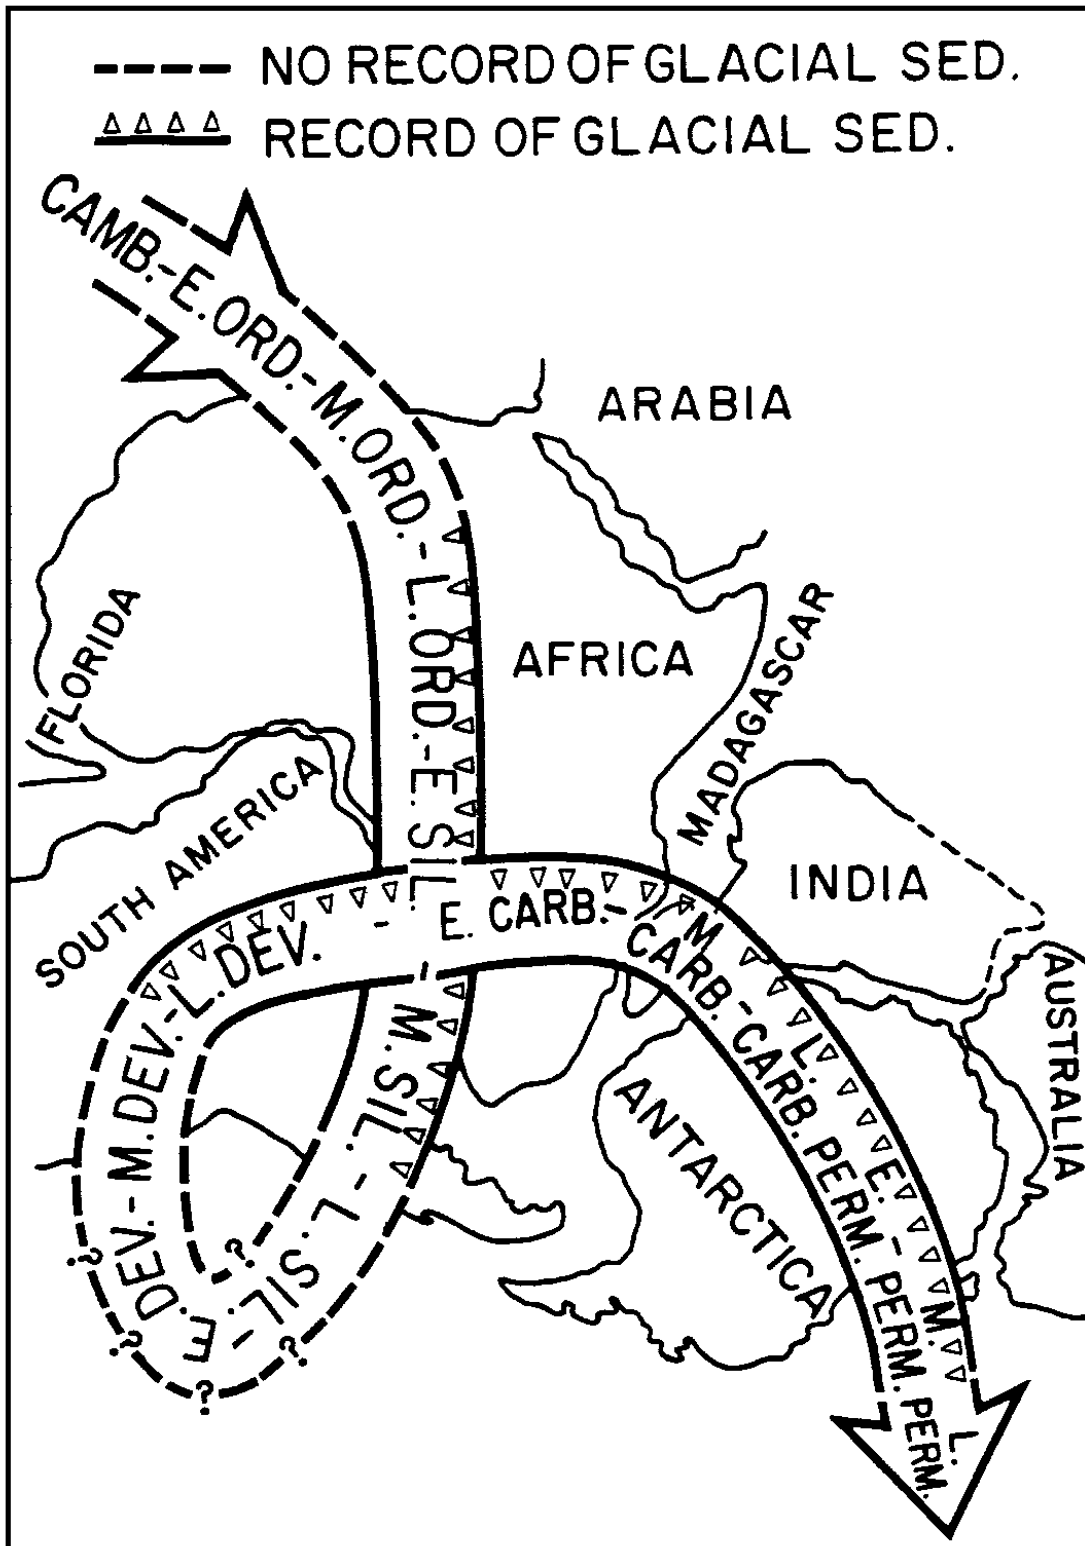 NO RECORD OF GLACIAL SED.
RECORD OF GLACIAL SED.
CAMB.-E.ORD.-M.ORD.-L.ORD.-E.SIL.-M.SIL.-L.SIL.-E.DEV.-M.DEV.-L.DEV.-E.CARB.-M.CARB.-L.CARB.-E.PERM.-M.PERM.-L.PERM.
ARABIA
AFRICA
FLORIDA
MADAGASCAR
SOUTH AMERICA
INDIA
AUSTRALIA
ANTARCTICA
?
?
?
?
?